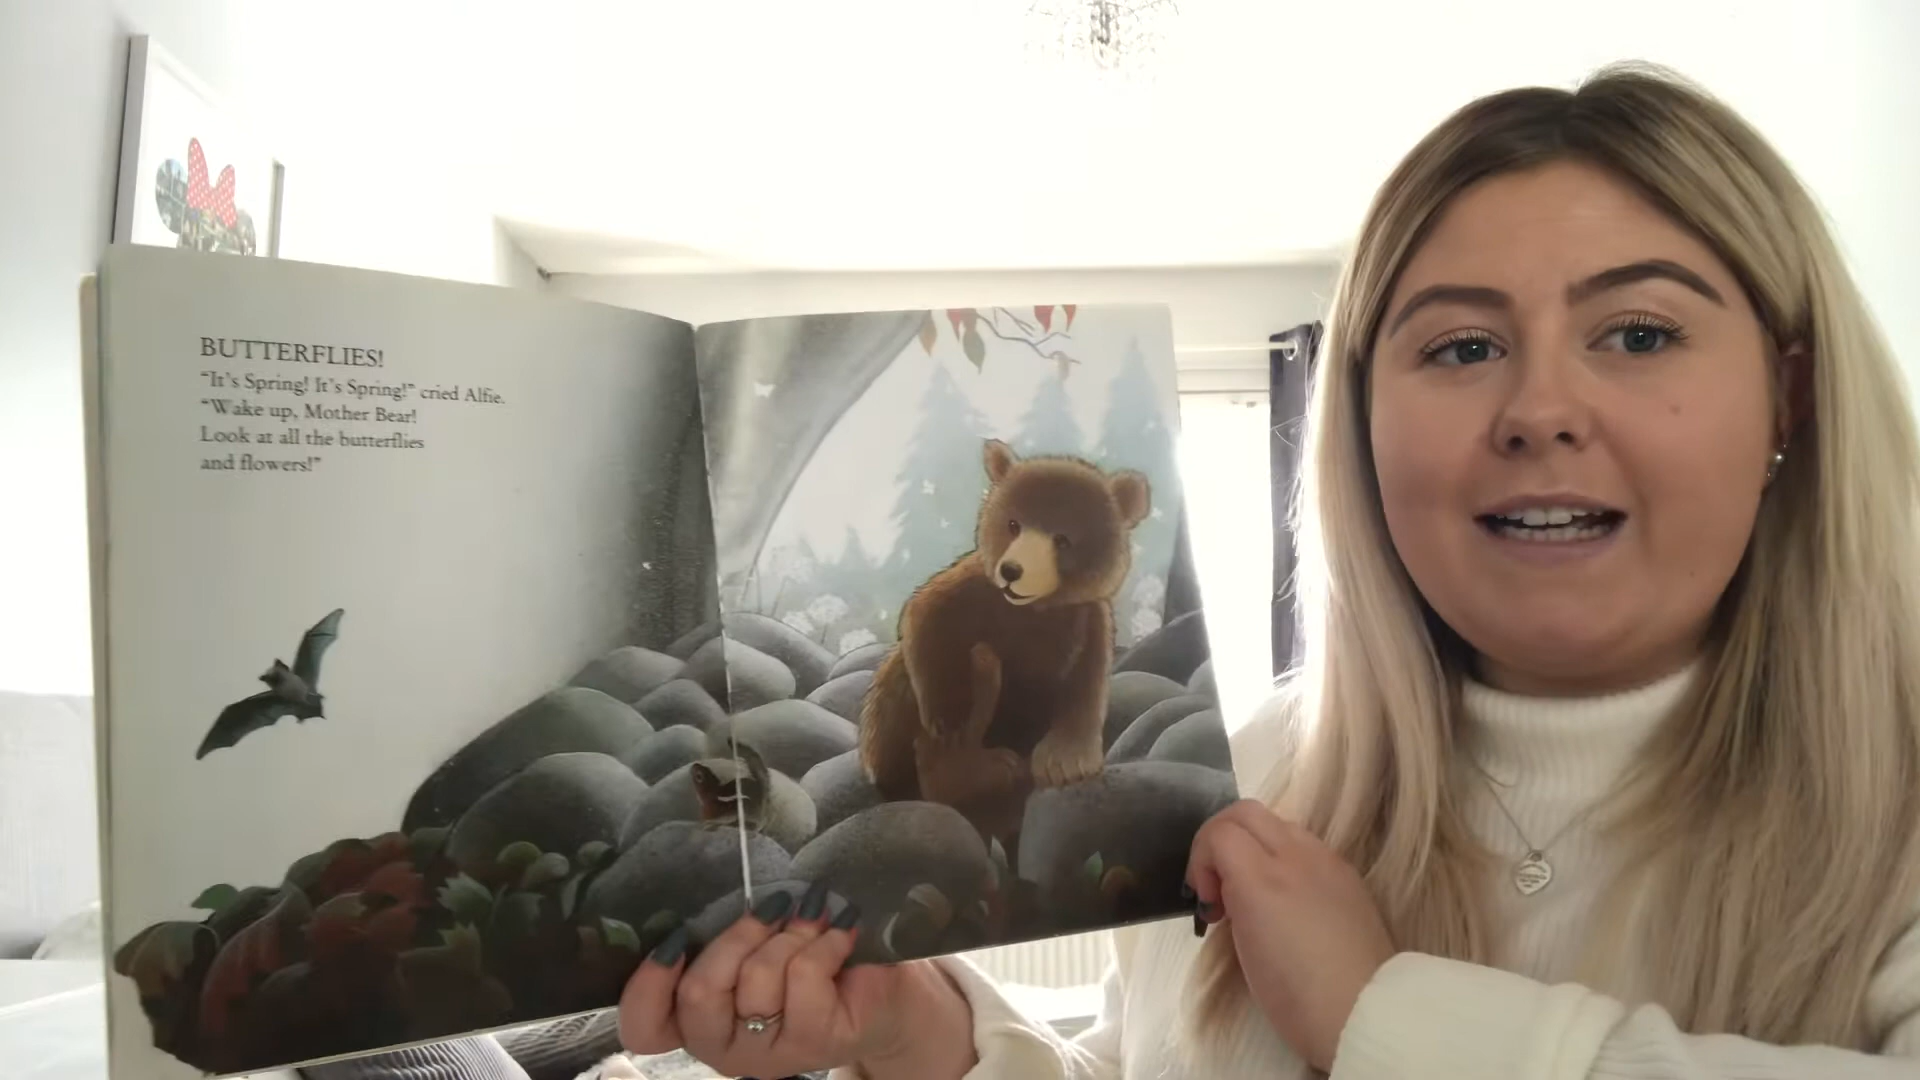 BUTTERFLIES!
“It’s Spring! It’s Spring!” cried Alfie.
“Wake up, Mother Bear!
Look at all the butterflies
and flowers!”